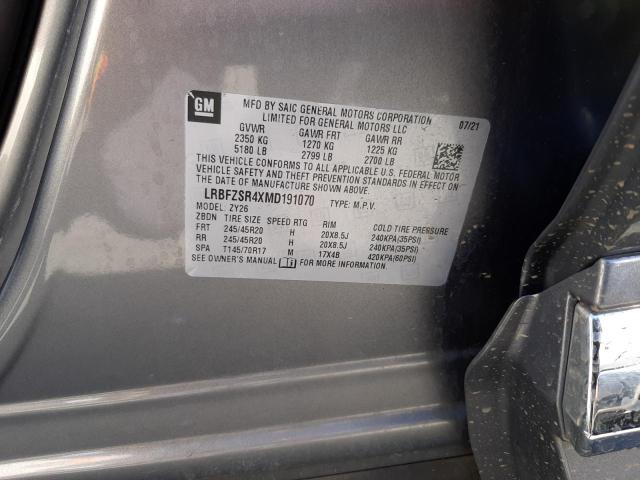 GM
MFD BY SAIC GENERAL MOTORS CORPORATION
LIMITED FOR GENERAL MOTORS LLC
07/21
GVWR GAWR FRT GAWR RR
2350 KG 1270 KG 1225 KG
5180 LB 2799 LB 2700 LB
THIS VEHICLE CONFORMS TO ALL APPLICABLE U.S. FEDERAL MOTOR
VEHICLE SAFETY, BUMPER, AND THEFT PREVENTION STANDARDS IN
EFFECT ON THE DATE OF MANUFACTURE SHOWN ABOVE.
LRBFZSR4XMD191070 TYPE: M.P.V.
MODEL: ZY26
ZBDN TIRE SIZE SPEED RTG RIM COLD TIRE PRESSURE
FRT 245/45R20 H 20X8.5J 240KPA(35PSI)
RR 245/45R20 H 20X8.5J 240KPA(35PSI)
SPA T145/70R17 M 17X4B 420KPA(60PSI)
SEE OWNER'S MANUAL FOR MORE INFORMATION.